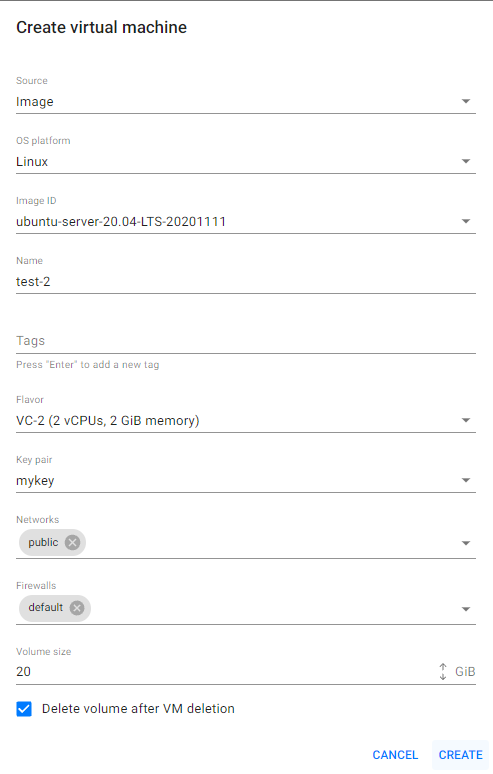 Create virtual machine
Source
Image
OS platform
Linux
Image ID
ubuntu-server-20.04-LTS-20201111
Name
test-2
Tags
Press "Enter" to add a new tag
Flavor
VC-2 (2 vCPUs, 2 GiB memory)
Key pair
mykey
Networks
public
Firewalls
default
Volume size
20 GiB
Delete volume after VM deletion
CANCEL CREATE